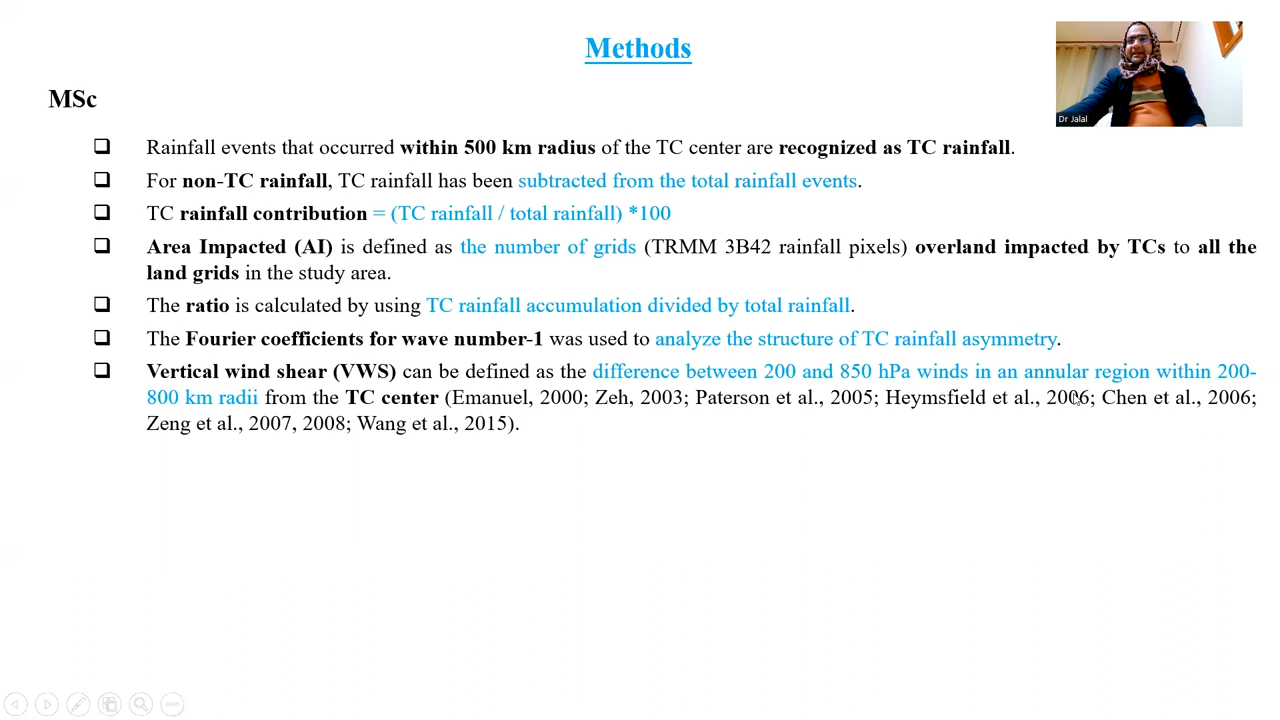 Methods
Dr Jalal
MSc
Rainfall events that occurred within 500 km radius of the TC center are recognized as TC rainfall.
For non-TC rainfall, TC rainfall has been subtracted from the total rainfall events.
TC rainfall contribution = (TC rainfall / total rainfall) *100
Area Impacted (AI) is defined as the number of grids (TRMM 3B42 rainfall pixels) overland impacted by TCs to all the
land grids in the study area.
The ratio is calculated by using TC rainfall accumulation divided by total rainfall.
The Fourier coefficients for wave number-1 was used to analyze the structure of TC rainfall asymmetry.
Vertical wind shear (VWS) can be defined as the difference between 200 and 850 hPa winds in an annular region within 200-
800 km radii from the TC center (Emanuel, 2000; Zeh, 2003; Paterson et al., 2005; Heymsfield et al., 2006; Chen et al., 2006;
Zeng et al., 2007, 2008; Wang et al., 2015).